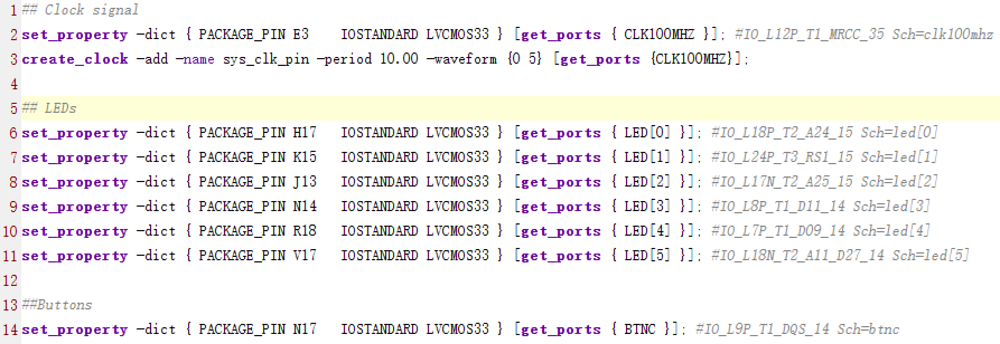 1 ## Clock signal
2 set_property -dict { PACKAGE_PIN E3    IOSTANDARD LVCMOS33 } [get_ports { CLK100MHZ }]; #IO_L12P_T1_MRCC_35 Sch=clk100mhz
3 create_clock -add -name sys_clk_pin -period 10.00 -waveform {0 5} [get_ports {CLK100MHZ}];
4
5 ## LEDs
6 set_property -dict { PACKAGE_PIN H17   IOSTANDARD LVCMOS33 } [get_ports { LED[0] }]; #IO_L18P_T2_A24_15 Sch=led[0]
7 set_property -dict { PACKAGE_PIN K15   IOSTANDARD LVCMOS33 } [get_ports { LED[1] }]; #IO_L24P_T3_RS1_15 Sch=led[1]
8 set_property -dict { PACKAGE_PIN J13   IOSTANDARD LVCMOS33 } [get_ports { LED[2] }]; #IO_L17N_T2_A25_15 Sch=led[2]
9 set_property -dict { PACKAGE_PIN N14   IOSTANDARD LVCMOS33 } [get_ports { LED[3] }]; #IO_L8P_T1_D11_14 Sch=led[3]
10 set_property -dict { PACKAGE_PIN R18   IOSTANDARD LVCMOS33 } [get_ports { LED[4] }]; #IO_L7P_T1_D09_14 Sch=led[4]
11 set_property -dict { PACKAGE_PIN V17   IOSTANDARD LVCMOS33 } [get_ports { LED[5] }]; #IO_L18N_T2_A11_D27_14 Sch=led[5]
12
13 ##Buttons
14 set_property -dict { PACKAGE_PIN N17   IOSTANDARD LVCMOS33 } [get_ports { BTNC }]; #IO_L9P_T1_DQS_14 Sch=btnc